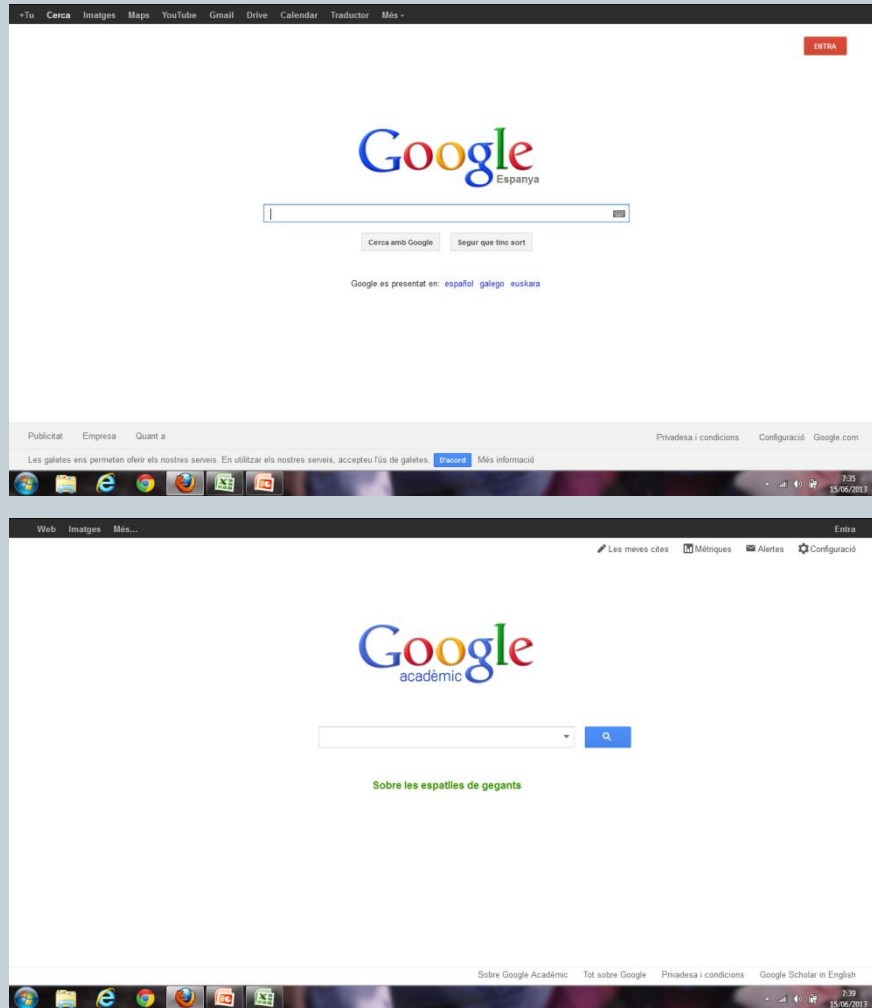 +Tu Cerca Imatges Maps YouTube Gmail Drive Calendar Traductor Més
ENTRA
Google
Espanya
Cerca amb Google Segur que tinc sort
Google.es presentat en: español galego euskara
Publicitat Empresa Quant a Privadesa i condicions Configuració Google.com
Les galetes ens permeten oferir els nostres serveis. En utilitzar els nostres serveis, accepteu l'ús de galetes. D'acord Més informació
7:35
15/06/2013
Web Imatges Més... Entra
Les meves cites Mètriques Alertes Configuració
Google
acadèmic
Sobre les espatlles de gegants
Sobre Google Acadèmic Tot sobre Google Privadesa i condicions Google Scholar in English
7:39
15/06/2013